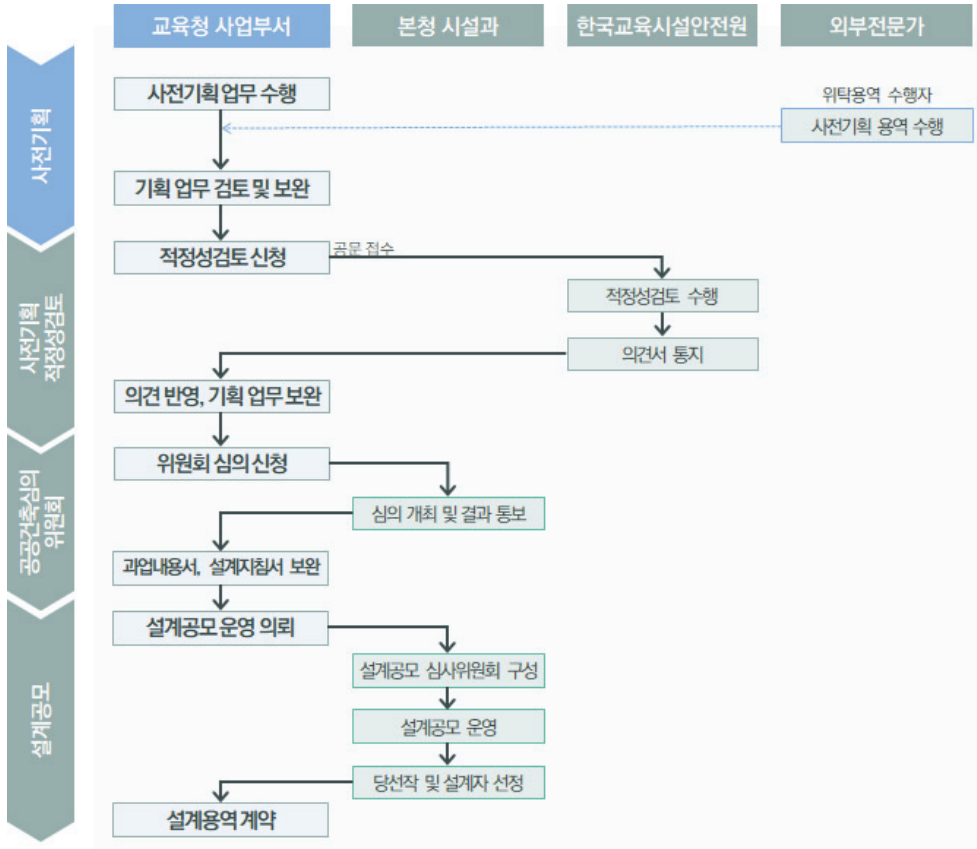 교육청 사업부서
본청 시설과
한국교육시설안전원
외부전문가
사전기획
사전기획 업무 수행
위탁용역 수행자
사전기획 용역 수행
기획 업무 검토 및 보완
사전기획
적정성검토
적정성검토 신청
공문 접수
적정성검토 수행
의견서 통지
의견 반영, 기획 업무 보완
공공건축심의
위원회
위원회 심의 신청
심의 개최 및 결과 통보
과업내용서, 설계지침서 보완
설계공모
설계공모 운영 의뢰
설계공모 심사위원회 구성
설계공모 운영
당선작 및 설계자 선정
설계용역 계약